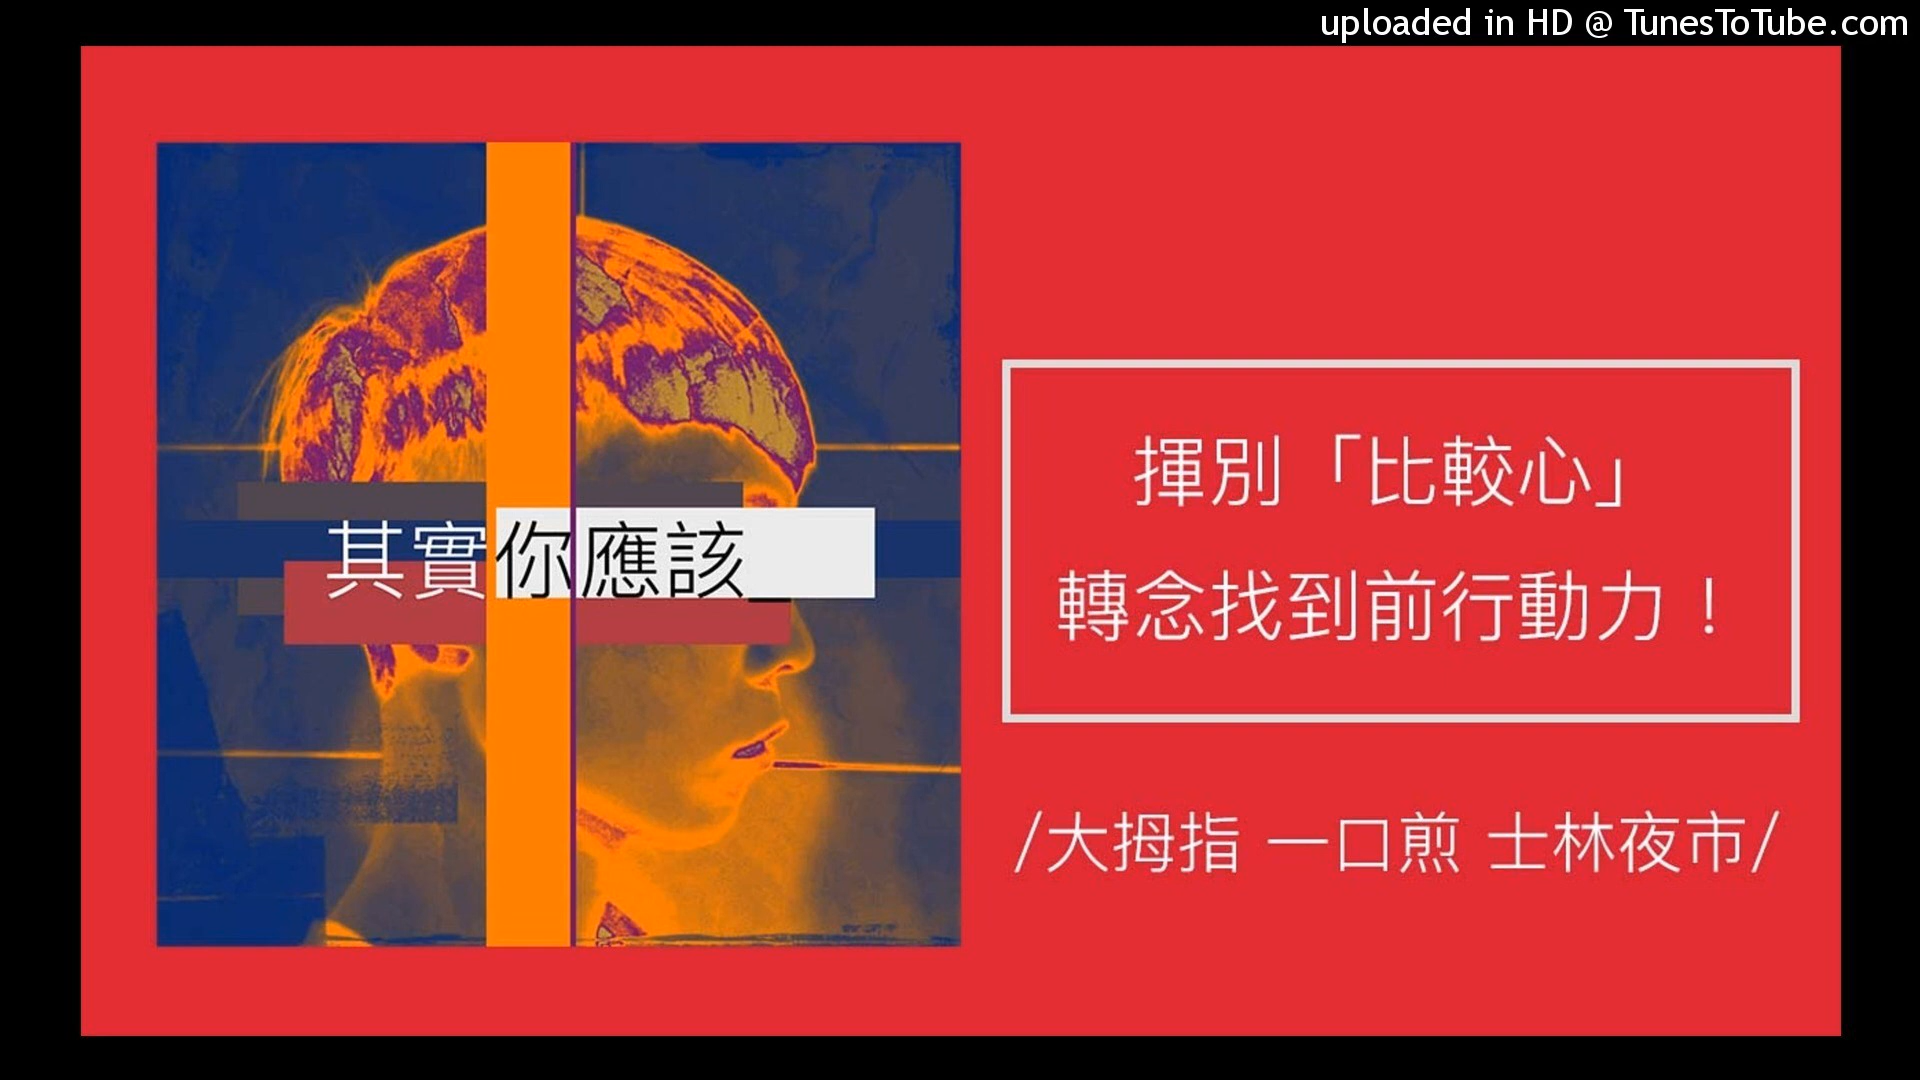 uploaded in HD @ TunesToTube.com
其實你應該_
揮別「比較心」
轉念找到前行動力！
/大拇指 一口煎 士林夜市/